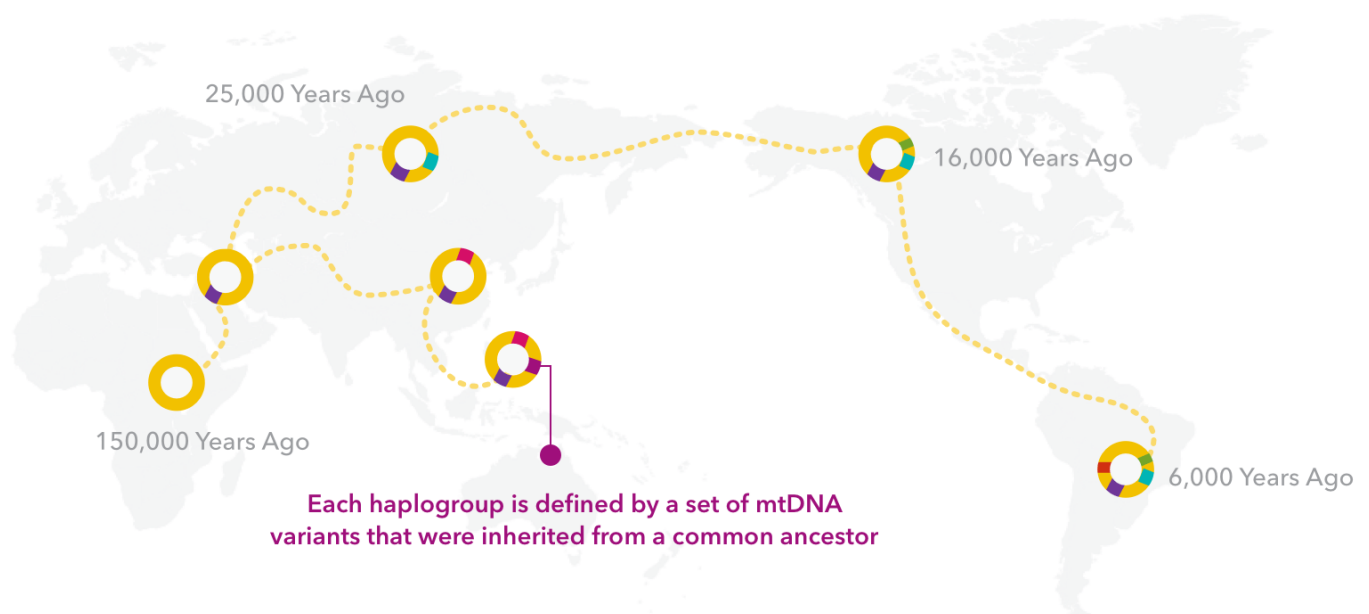 25,000 Years Ago
16,000 Years Ago
150,000 Years Ago
6,000 Years Ago
Each haplogroup is defined by a set of mtDNA
variants that were inherited from a common ancestor